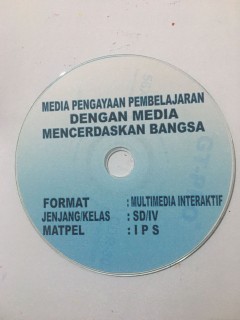 MEDIA PENGAYAAN PEMBELAJARAN
DENGAN MEDIA
MENCERDASKAN BANGSA
FORMAT : MULTIMEDIA INTERAKTIF
JENJANG/KELAS : SD/IV
MATPEL : I P S